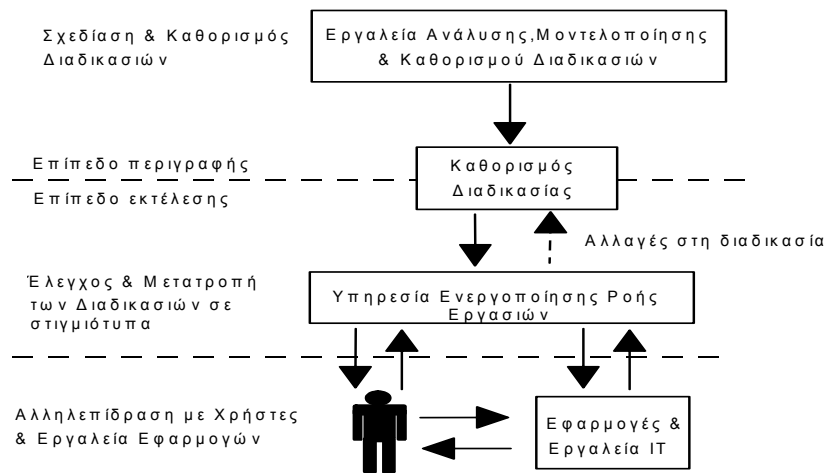 Σχεδίαση & Καθορισμός
Διαδικασιών
Εργαλεία Ανάλυσης,Μοντελοποίησης
& Καθορισμού Διαδικασιών
Επίπεδο περιγραφής
Καθορισμός
Διαδικασίας
Επίπεδο εκτέλεσης
Αλλαγές στη διαδικασία
Έλεγχος & Μετατροπή
των Διαδικασιών σε
στιγμιότυπα
Υπηρεσία Ενεργοποίησης Ροής
Εργασιών
Αλληλεπίδραση με Χρήστες
& Εργαλεία Εφαρμογών
Εφαρμογές &
Εργαλεία IT